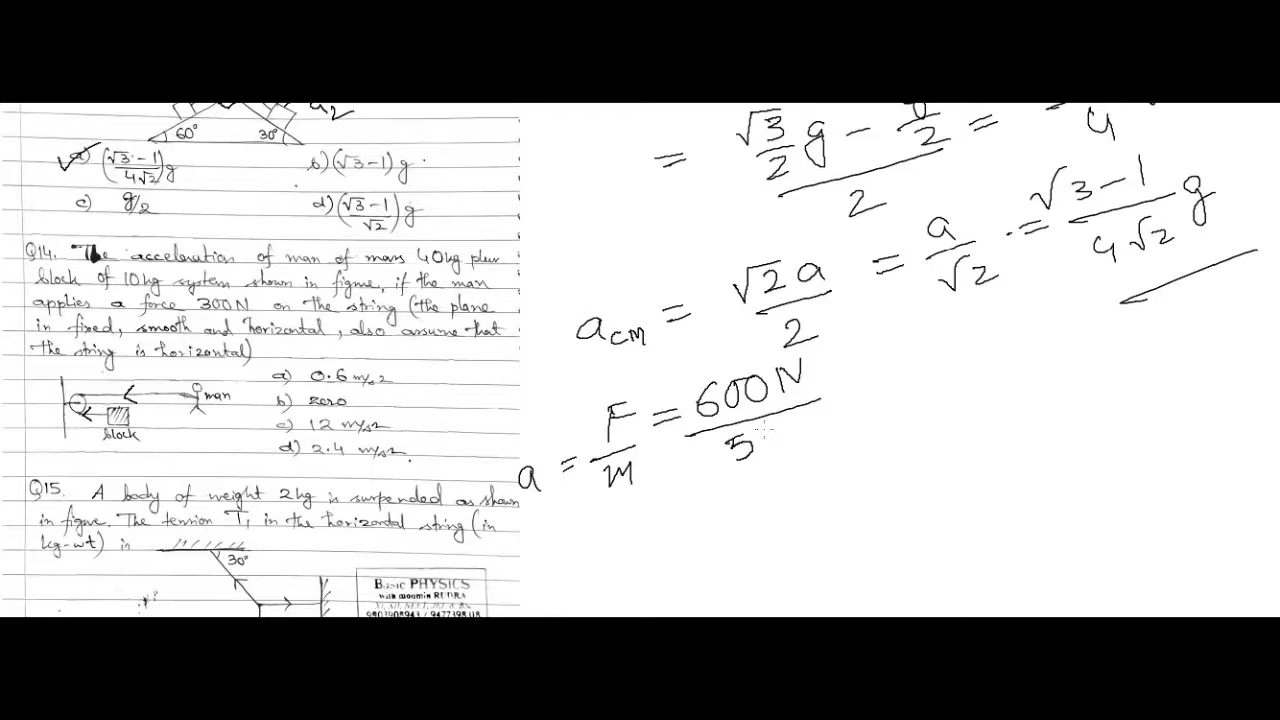 a2
60° 30°
a) (√3 - 1 / 4√2)g b) (√3-1) g.
c) g/2 d) (√3 - 1 / √2) g
Q14. The acceleration of man of mass 40kg plus
block of 10kg system shown in figure, if the man
applies a force 300N on the string (the plane
in fixed, smooth and horizontal, also assume that
the string is horizontal)
a) 0.6 m/s2
man b) zero
c) 12 m/s2
block d) 2.4 m/s2.
Q15. A body of weight 2kg is suspended as shown
in figure. The tension T1 in the horizontal string (in
kg-wt) is
30°
Basic PHYSICS
with moumin RUDRA
= √3/2 g - /2 / 2 = 4
aCM = √2a / 2 = a / √2 = √3-1 / 4√2 g
a = F / M = 600N / 5